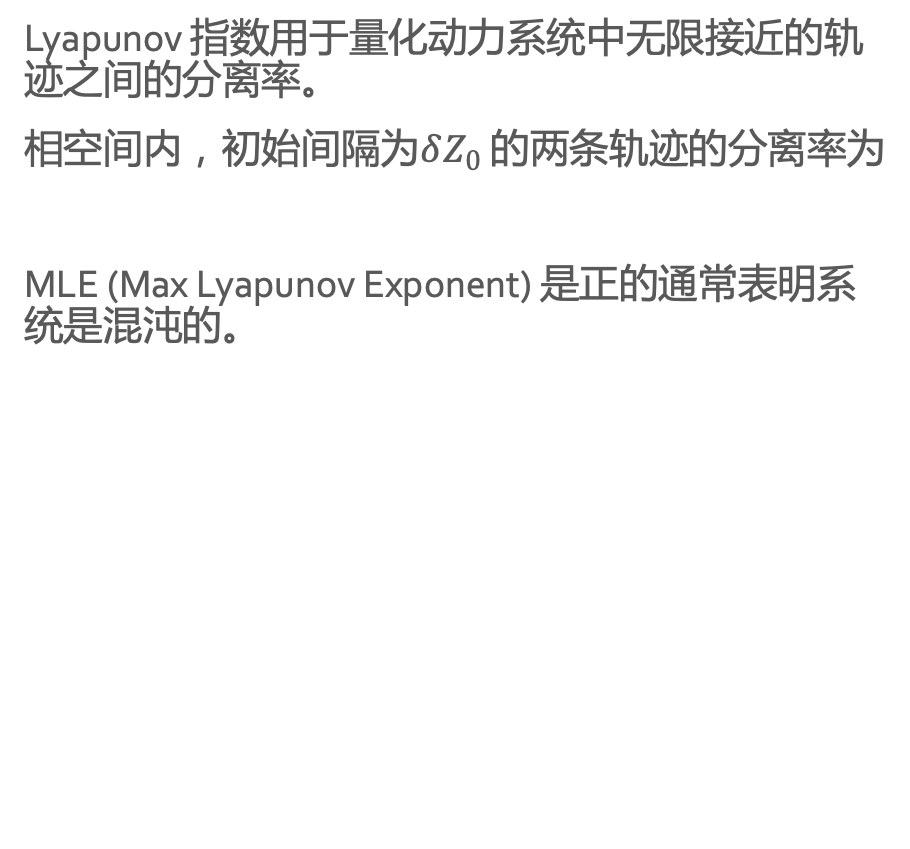 Lyapunov 指数用于量化动力系统中无限接近的轨
迹之间的分离率。
相空间内，初始间隔为δZ₀ 的两条轨迹的分离率为
MLE (Max Lyapunov Exponent) 是正的通常表明系
统是混沌的。